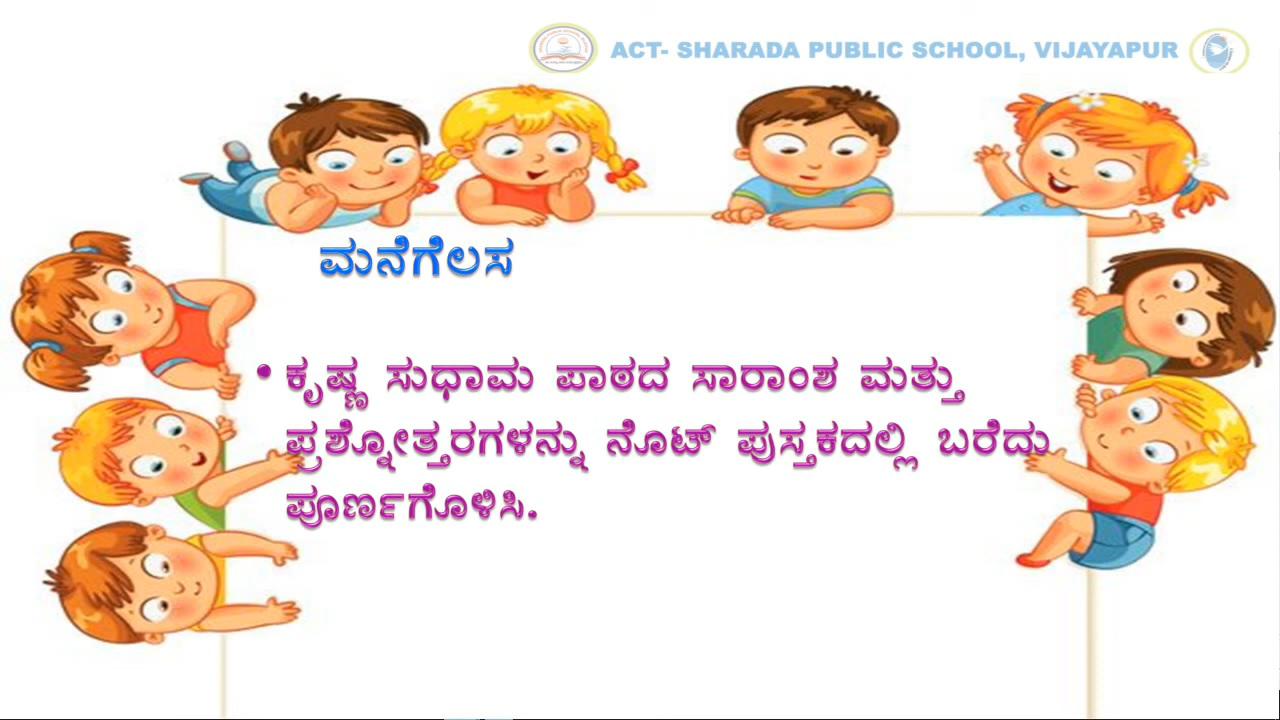 ACT- SHARADA PUBLIC SCHOOL, VIJAYAPUR
ಮನೆಗೆಲಸ
• ಕೃಷ್ಣ ಸುಧಾಮ ಪಾಠದ ಸಾರಾಂಶ ಮತ್ತು
ಪ್ರಶ್ನೋತ್ತರಗಳನ್ನು ನೊಟ್ ಪುಸ್ತಕದಲ್ಲಿ ಬರೆದು
ಪೂರ್ಣಗೊಳಿಸಿ.